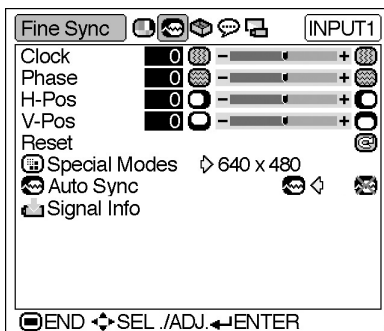 Fine Sync INPUT1
Clock 0 - +
Phase 0 - +
H-Pos 0 - +
V-Pos 0 - +
Reset
Special Modes 640 x 480
Auto Sync
Signal Info
END SEL ./ADJ. ENTER